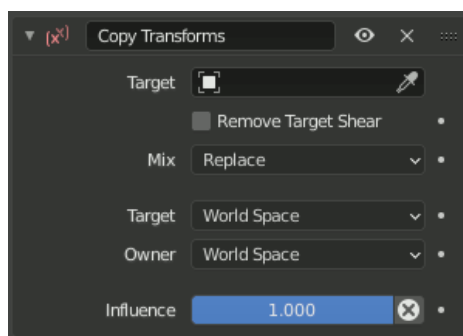 Copy Transforms
Target
Remove Target Shear
Mix Replace
Target World Space
Owner World Space
Influence 1.000